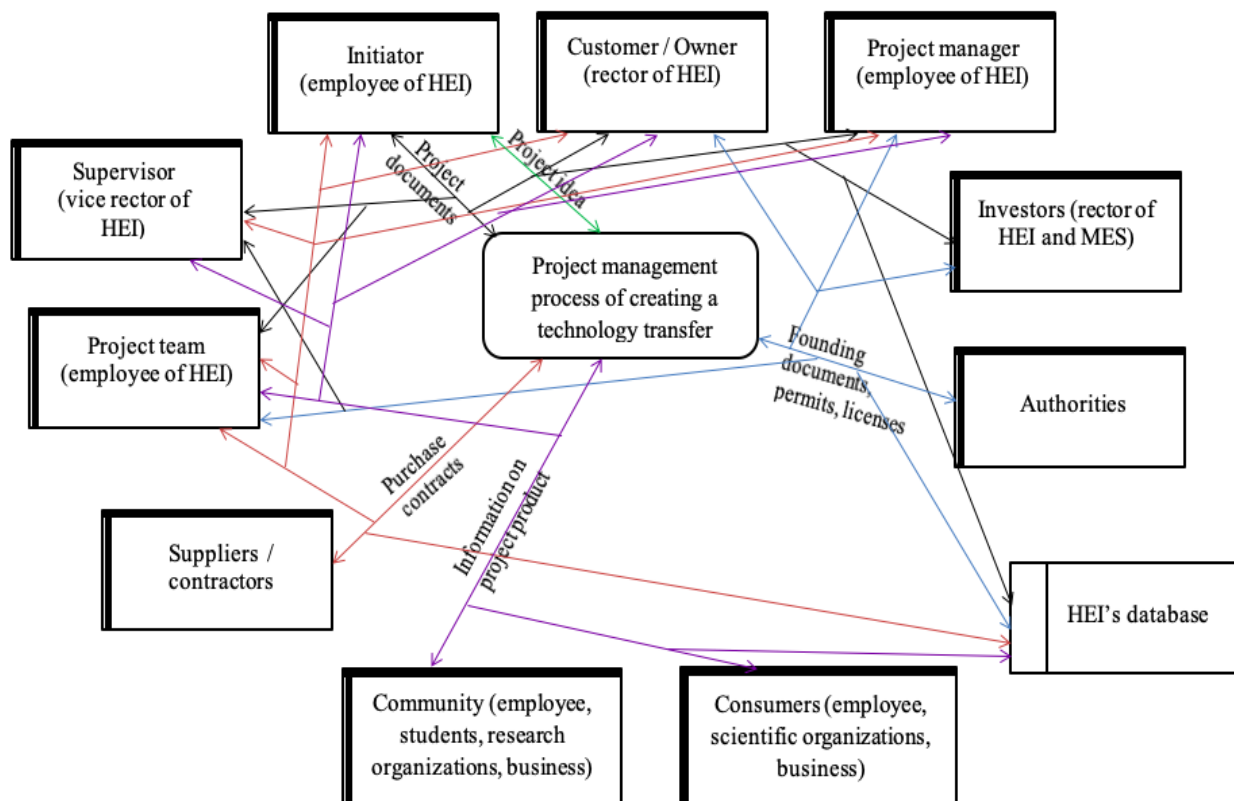 Initiator
(employee of HEI)
Customer / Owner
(rector of HEI)
Project manager
(employee of HEI)
Supervisor
(vice rector of
HEI)
Project
documents
Project idea
Investors (rector of
HEI and MES)
Project management
process of creating a
technology transfer
Project team
(employee of HEI)
Founding
documents,
permits, licenses
Authorities
Purchase
contracts
Information on
project product
Suppliers /
contractors
HEI’s database
Community (employee,
students, research
organizations, business)
Consumers (employee,
scientific organizations,
business)